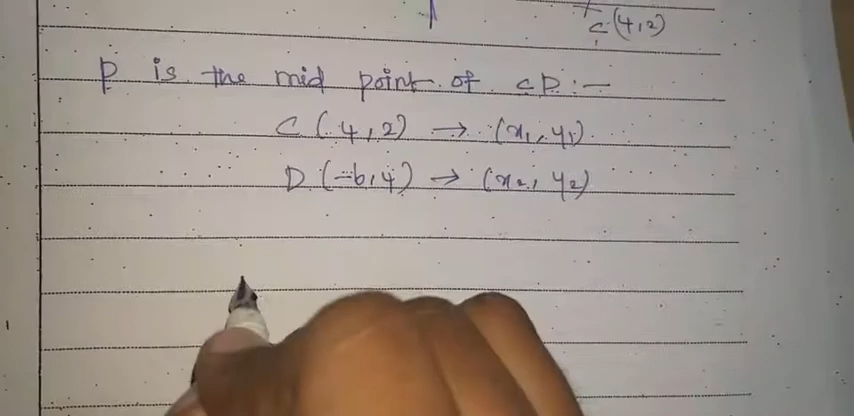 C (4,2)
P is the mid point of CD :-
C (4,2) → (x₁, y₁).
D (-6,4) → (x₂, y₂)